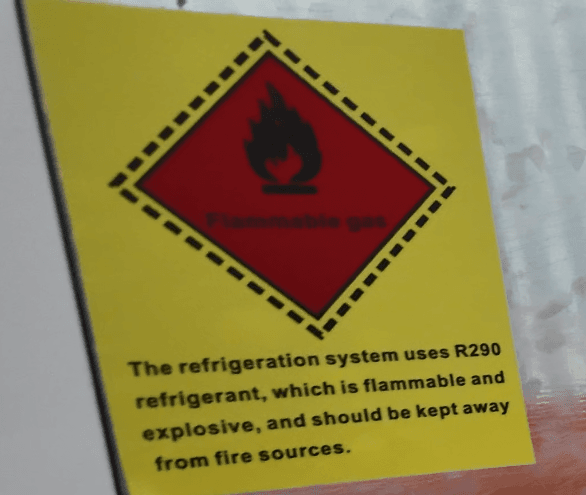 Flammable gas
The refrigeration system uses R290
refrigerant, which is flammable and
explosive, and should be kept away
from fire sources.